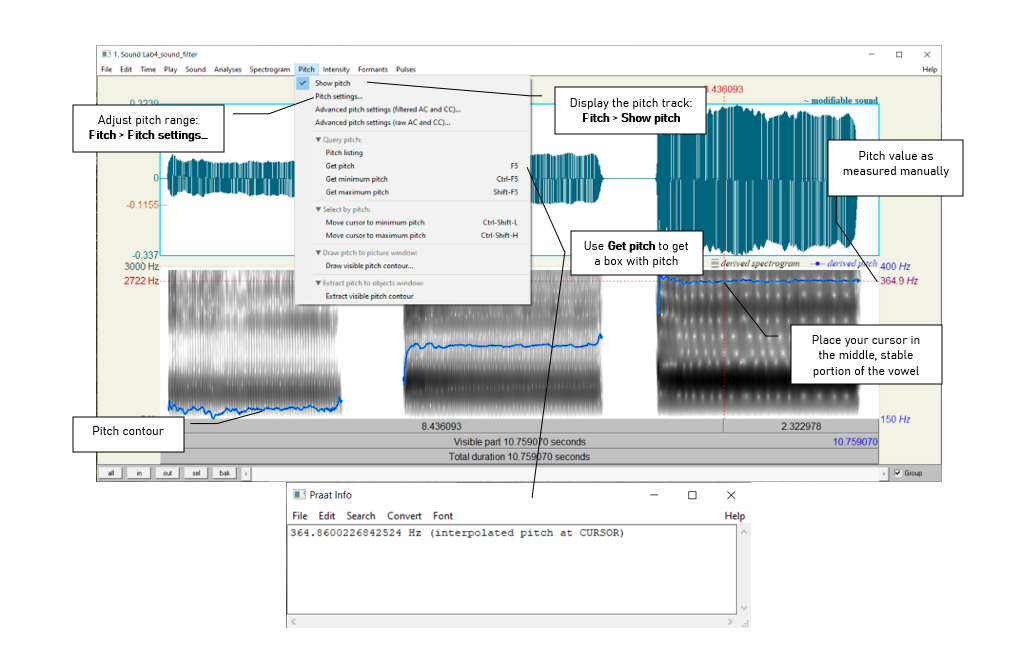 1. Sound Lab4_sound_filter
File Edit Time Play Sound Analyses Spectrogram Pitch Intensity Formants Pulses Help
Show pitch
Pitch settings...
Advanced pitch settings (filtered AC and CC)...
Advanced pitch settings (raw AC and CC)...
Query pitch:
Pitch listing
Get pitch F5
Get minimum pitch Ctrl-F5
Get maximum pitch Shift-F5
Select by pitch:
Move cursor to minimum pitch Ctrl-Shift-L
Move cursor to maximum pitch Ctrl-Shift-H
Draw pitch to picture window:
Draw visible pitch contour...
Extract pitch to objects window:
Extract visible pitch contour
Adjust pitch range:
Pitch > Pitch settings...
Display the pitch track:
Pitch > Show pitch
.436093
~ modifiable sound
Pitch value as
measured manually
0.3239
0
-0.1155
-0.337
Use Get pitch to get
a box with pitch
derived spectrogram
derived pitch
3000 Hz
2722 Hz
400 Hz
364.9 Hz
Place your cursor in
the middle, stable
portion of the vowel
Pitch contour
150 Hz
8.436093 2.322978
Visible part 10.759070 seconds 10.759070
Total duration 10.759070 seconds
all in out sel bak Group
Praat Info
File Edit Search Convert Font Help
364.8600226842524 Hz (interpolated pitch at CURSOR)